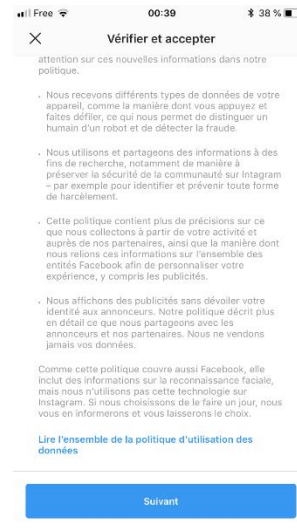 Free 00:39 38 %
Vérifier et accepter
attention sur ces nouvelles informations dans notre
politique.
. Nous recevons différents types de données de votre
appareil, comme la manière dont vous appuyez et
faites défiler, ce qui nous permet de distinguer un
humain d'un robot et de détecter la fraude.
. Nous utilisons et partageons des informations à des
fins de recherche, notamment de manière à
préserver la sécurité de la communauté sur Intagram
– par exemple pour identifier et prévenir toute forme
de harcèlement.
. Cette politique contient plus de précisions sur ce
que nous collectons à partir de votre activité et
auprès de nos partenaires, ainsi que la manière dont
nous relions ces informations sur l'ensemble des
entités Facebook afin de personnaliser votre
expérience, y compris les publicités.
. Nous affichons des publicités sans dévoiler votre
identité aux annonceurs. Notre politique décrit plus
en détail ce que nous partageons avec les
annonceurs et nos partenaires. Nous ne vendons
jamais vos données.
Comme cette politique couvre aussi Facebook, elle
inclut des informations sur la reconnaissance faciale,
mais nous n'utilisons pas cette technologie sur
Instagram. Si nous choisissons de le faire un jour, nous
vous en informerons et vous laisserons le choix.
Lire l'ensemble de la politique d'utilisation des
données
Suivant